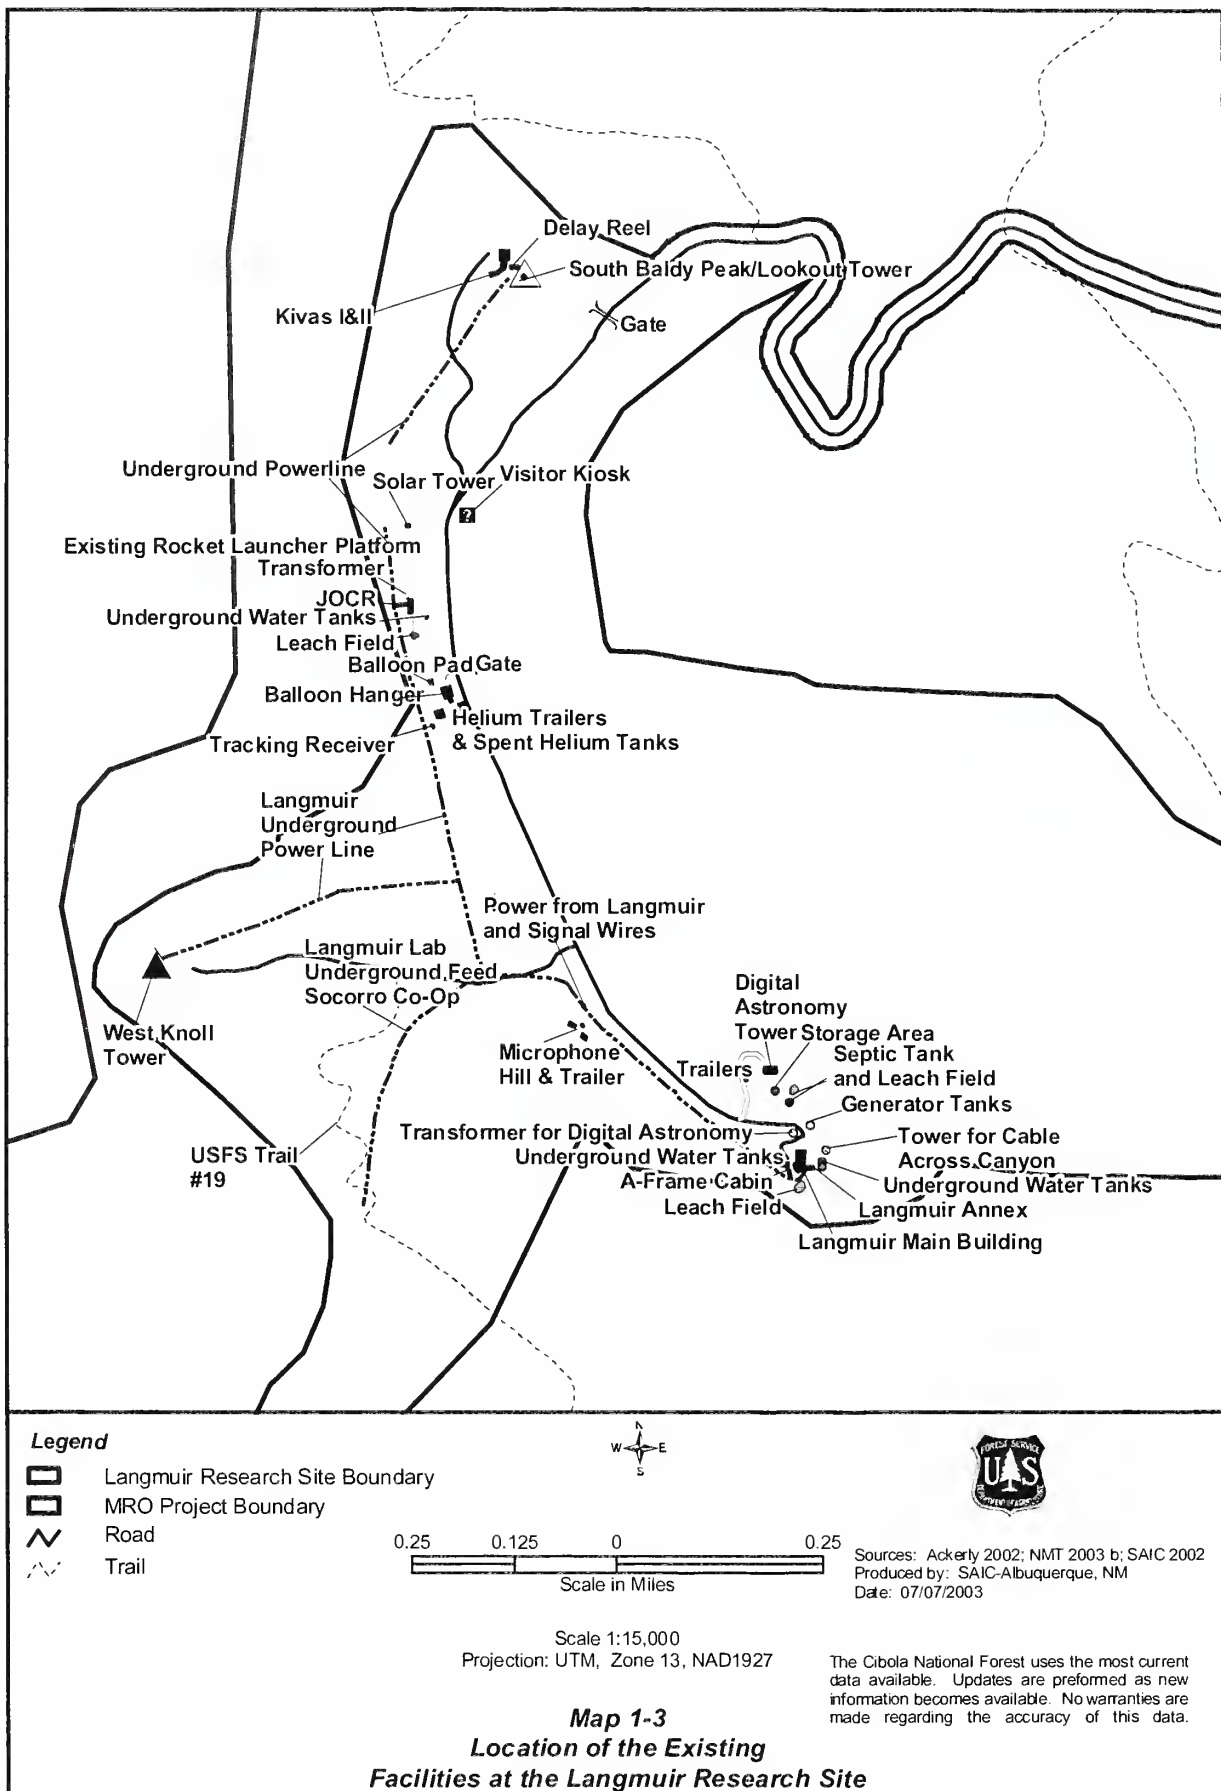 Delay Reel
South Baldy Peak/Lookout Tower
Kivas I&II
Gate
Underground Powerline
Solar Tower
Visitor Kiosk
?
Existing Rocket Launcher Platform
Transformer
JOCR
Underground Water Tanks
Leach Field
Balloon Pad
Gate
Balloon Hanger
Helium Trailers
& Spent Helium Tanks
Tracking Receiver
Langmuir
Underground
Power Line
Power from Langmuir
and Signal Wires
Langmuir Lab
Underground Feed
Socorro Co-Op
West Knoll
Tower
Digital
Astronomy
Tower
Storage Area
Microphone
Hill & Trailer
Trailers
Septic Tank
and Leach Field
Generator Tanks
Transformer for Digital Astronomy
Underground Water Tanks
A-Frame Cabin
Leach Field
Tower for Cable
Across Canyon
Underground Water Tanks
Langmuir Annex
Langmuir Main Building
USFS Trail
#19
Legend
Langmuir Research Site Boundary
MRO Project Boundary
Road
Trail
N
W E
S
0.25 0.125 0 0.25
Scale in Miles
FOREST SERVICE
U S
DEPARTMENT OF AGRICULTURE
Sources: Ackerly 2002; NMT 2003 b; SAIC 2002
Produced by: SAIC-Albuquerque, NM
Date: 07/07/2003
Scale 1:15,000
Projection: UTM, Zone 13, NAD1927
The Cibola National Forest uses the most current
data available. Updates are preformed as new
information becomes available. No warranties are
made regarding the accuracy of this data.
Map 1-3
Location of the Existing
Facilities at the Langmuir Research Site